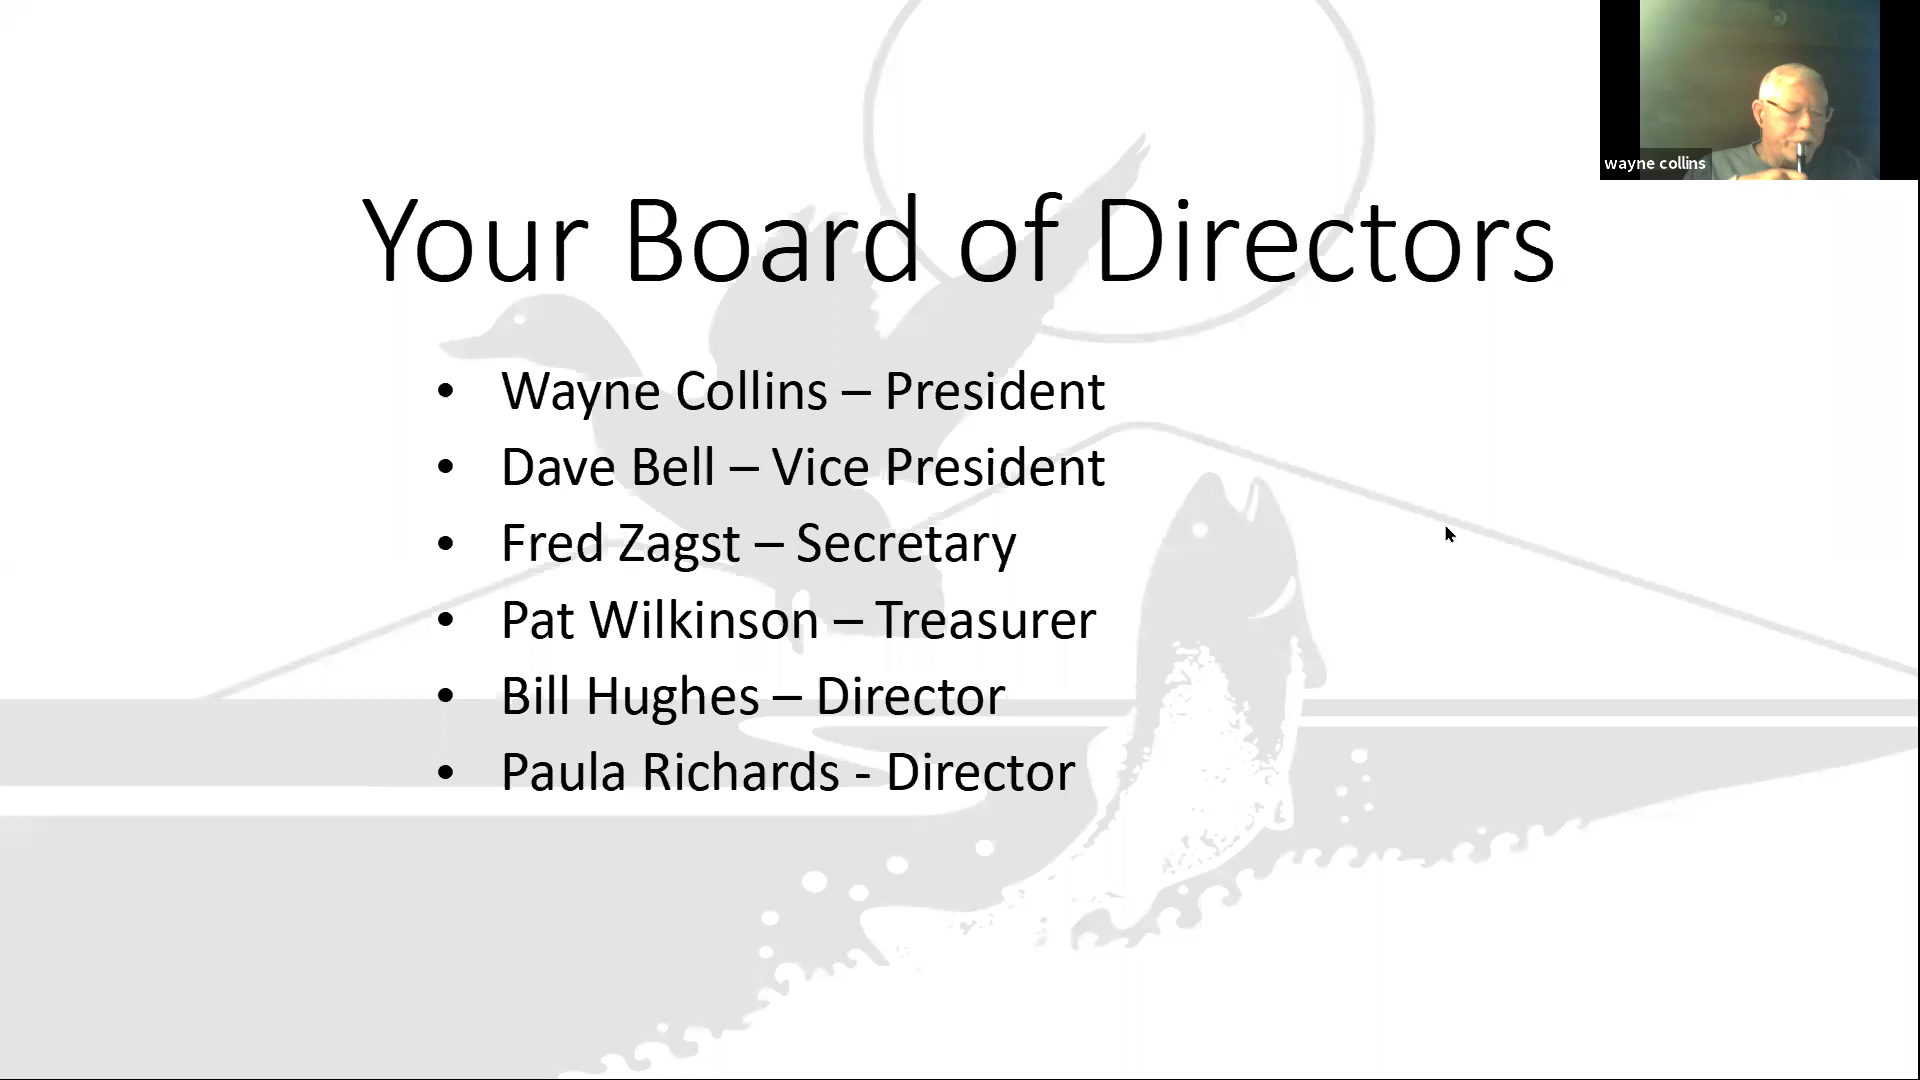 wayne collins
Your Board of Directors
• Wayne Collins – President
• Dave Bell – Vice President
• Fred Zagst – Secretary
• Pat Wilkinson – Treasurer
• Bill Hughes – Director
• Paula Richards - Director